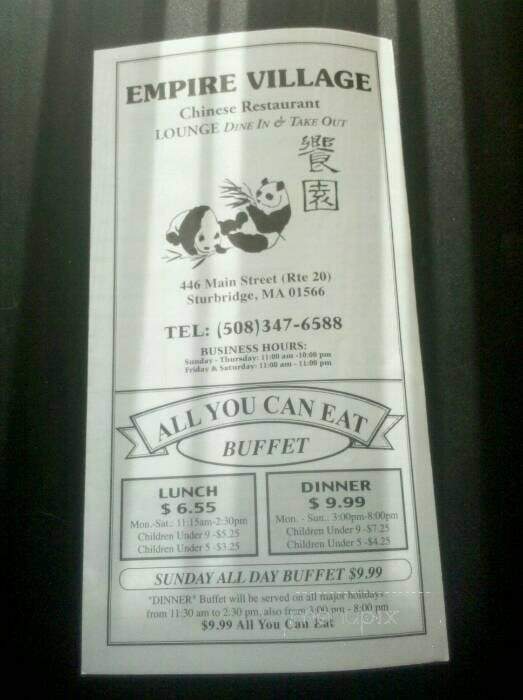 EMPIRE VILLAGE
Chinese Restaurant
LOUNGE DINE IN & TAKE OUT
饗
園
446 Main Street (Rte 20)
Sturbridge, MA 01566
TEL: (508)347-6588
BUSINESS HOURS:
Sunday - Thursday: 11:00 am -10:00 pm
Friday & Saturday: 11:00 am - 11:00 pm
ALL YOU CAN EAT
BUFFET
LUNCH
$ 6.55
Mon.-Sat.: 11:15am-2:30pm
Children Under 9 -$5.25
Children Under 5 -$3.25
DINNER
$ 9.99
Mon. - Sun.: 3:00pm-8:00pm
Children Under 9 -$7.25
Children Under 5 -$4.25
SUNDAY ALL DAY BUFFET $9.99
"DINNER" Buffet will be served on all major holidays
from 11:30 am to 2:30 pm, also from 3:00 pm - 8:00 pm
$9.99 All You Can Eat
menupix